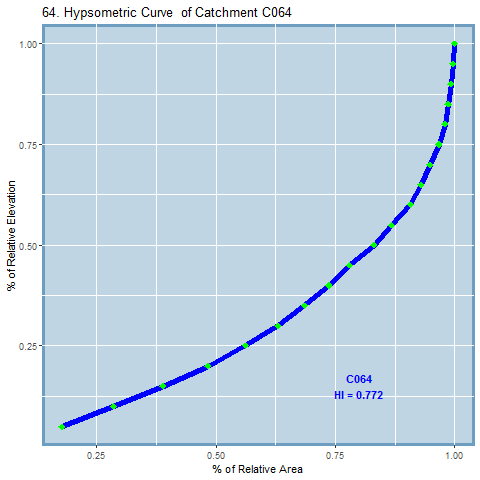 64. Hypsometric Curve  of Catchment C064
% of Relative Elevation
1.00
0.75
0.50
0.25
C064
HI = 0.772
0.25
0.50
0.75
1.00
% of Relative Area